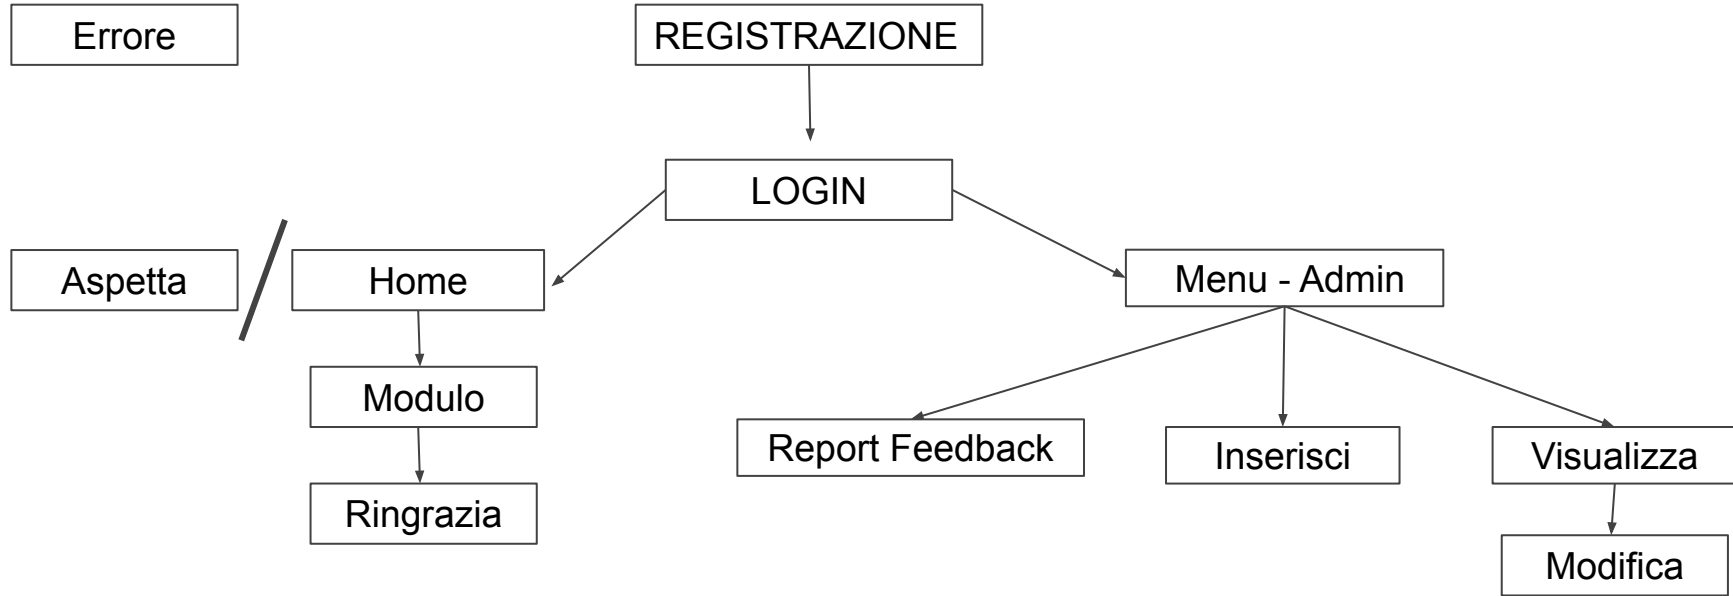 Errore
REGISTRAZIONE
LOGIN
Aspetta
Home
Menu - Admin
Modulo
Report Feedback
Inserisci
Visualizza
Ringrazia
Modifica